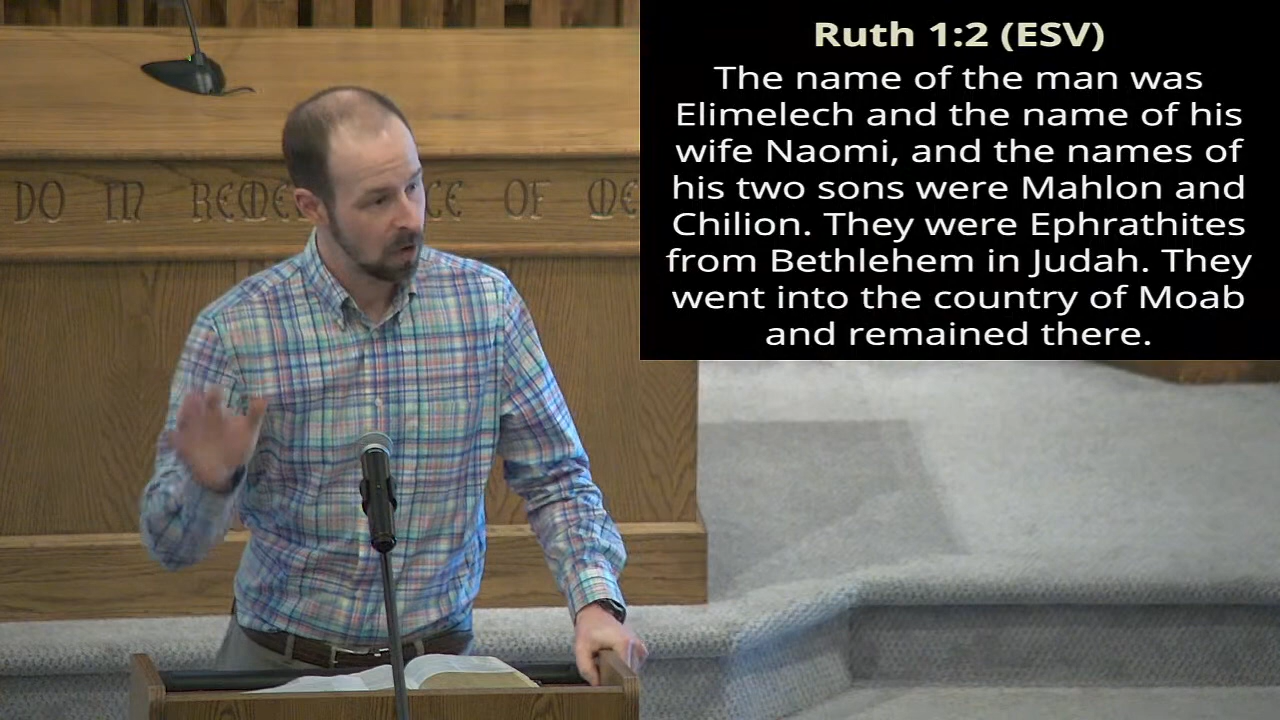 Ruth 1:2 (ESV)
The name of the man was
Elimelech and the name of his
wife Naomi, and the names of
his two sons were Mahlon and
Chilion. They were Ephrathites
from Bethlehem in Judah. They
went into the country of Moab
and remained there.
DO IN OF